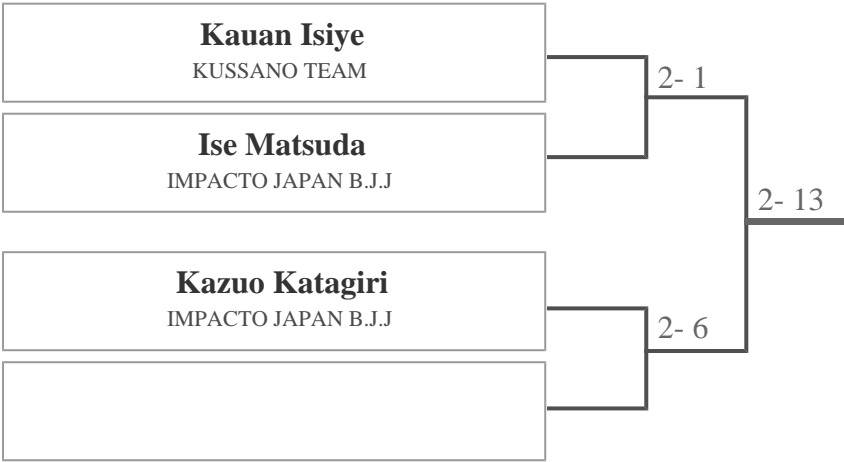 Kauan Isiye
KUSSANO TEAM
2- 1
Ise Matsuda
IMPACTO JAPAN B.J.J
2- 13
Kazuo Katagiri
IMPACTO JAPAN B.J.J
2- 6